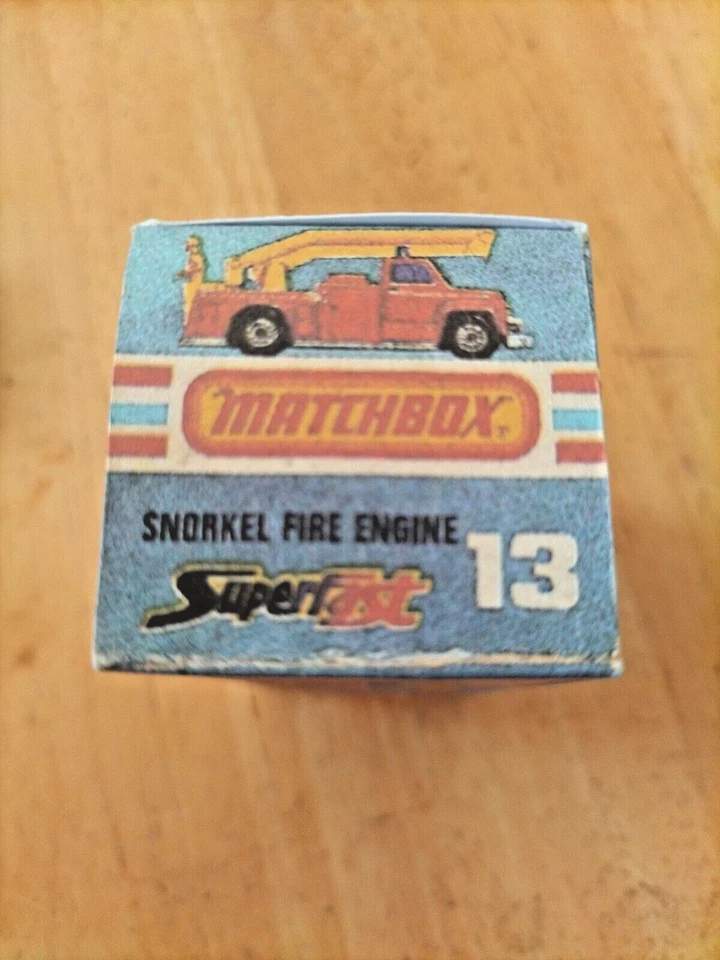 "MATCHBOX"
SNORKEL FIRE ENGINE
Superfast
13